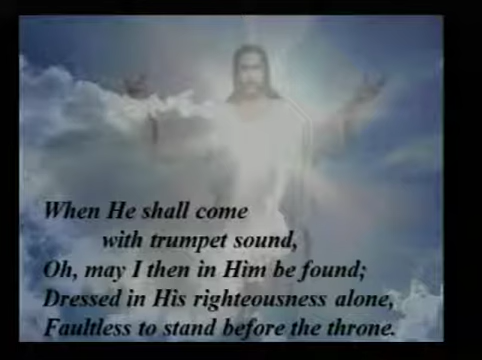 When He shall come
with trumpet sound,
Oh, may I then in Him be found;
Dressed in His righteousness alone,
Faultless to stand before the throne.